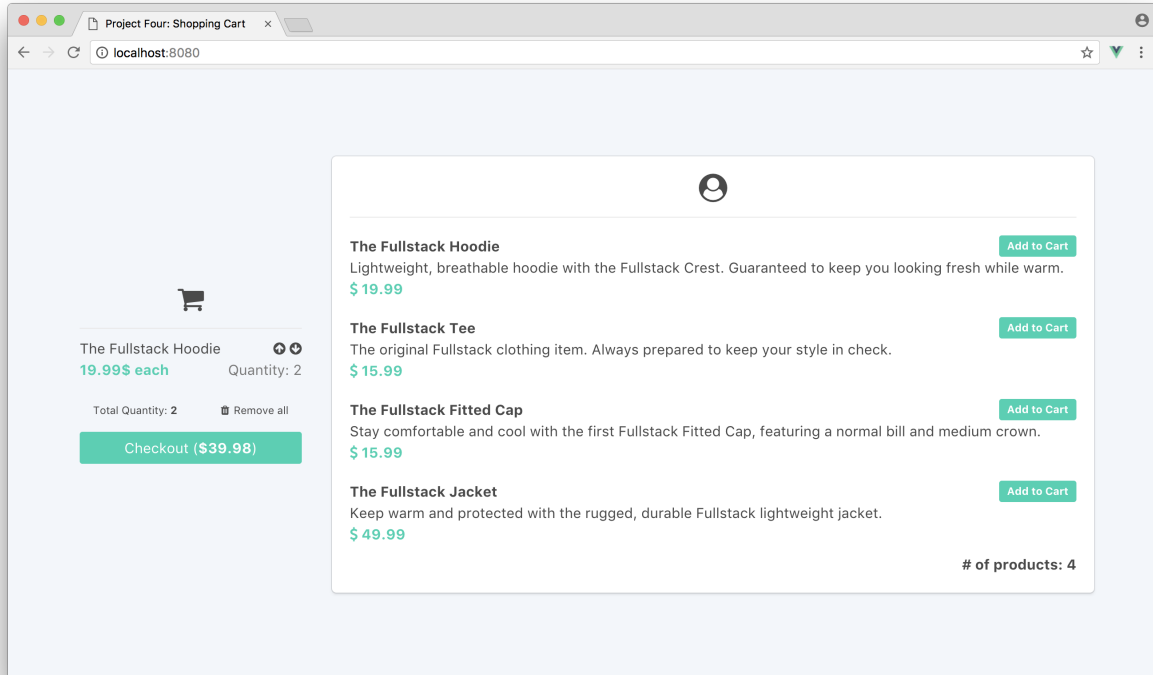 Project Four: Shopping Cart
localhost:8080
The Fullstack Hoodie
19.99$ each Quantity: 2
Total Quantity: 2 Remove all
Checkout ($39.98)
The Fullstack Hoodie Add to Cart
Lightweight, breathable hoodie with the Fullstack Crest. Guaranteed to keep you looking fresh while warm.
$ 19.99
The Fullstack Tee Add to Cart
The original Fullstack clothing item. Always prepared to keep your style in check.
$ 15.99
The Fullstack Fitted Cap Add to Cart
Stay comfortable and cool with the first Fullstack Fitted Cap, featuring a normal bill and medium crown.
$ 15.99
The Fullstack Jacket Add to Cart
Keep warm and protected with the rugged, durable Fullstack lightweight jacket.
$ 49.99
# of products: 4